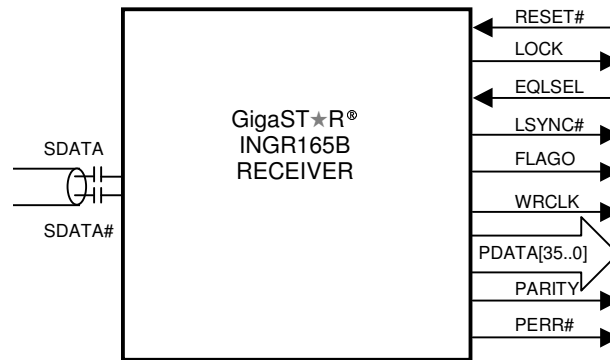 RESET#
LOCK
EQLSEL
GigaST★R®
INGR165B
RECEIVER
LSYNC#
FLAGO
SDATA
SDATA#
WRCLK
PDATA[35..0]
PARITY
PERR#